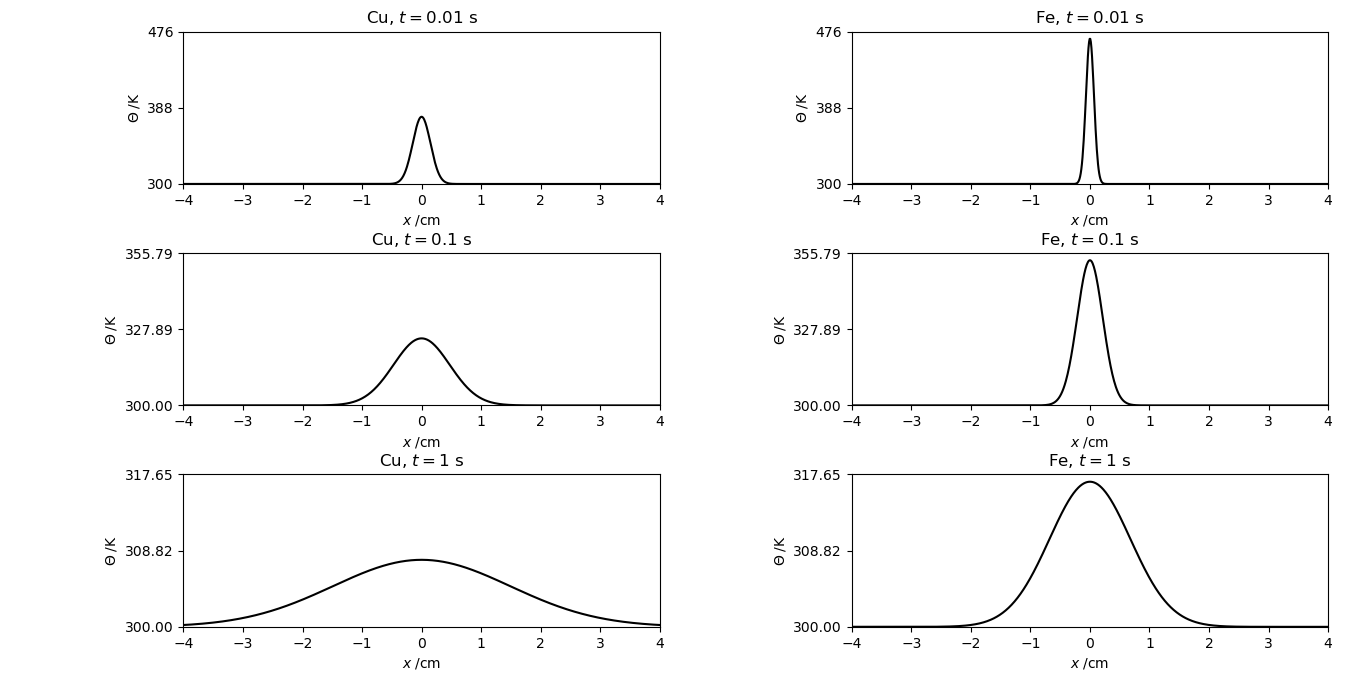 Cu, t = 0.01 s
476
388
300
Θ /K
−4 −3 −2 −1 0 1 2 3 4
x /cm
Fe, t = 0.01 s
476
388
300
Θ /K
−4 −3 −2 −1 0 1 2 3 4
x /cm
Cu, t = 0.1 s
355.79
327.89
300.00
Θ /K
−4 −3 −2 −1 0 1 2 3 4
x /cm
Fe, t = 0.1 s
355.79
327.89
300.00
Θ /K
−4 −3 −2 −1 0 1 2 3 4
x /cm
Cu, t = 1 s
317.65
308.82
300.00
Θ /K
−4 −3 −2 −1 0 1 2 3 4
x /cm
Fe, t = 1 s
317.65
308.82
300.00
Θ /K
−4 −3 −2 −1 0 1 2 3 4
x /cm